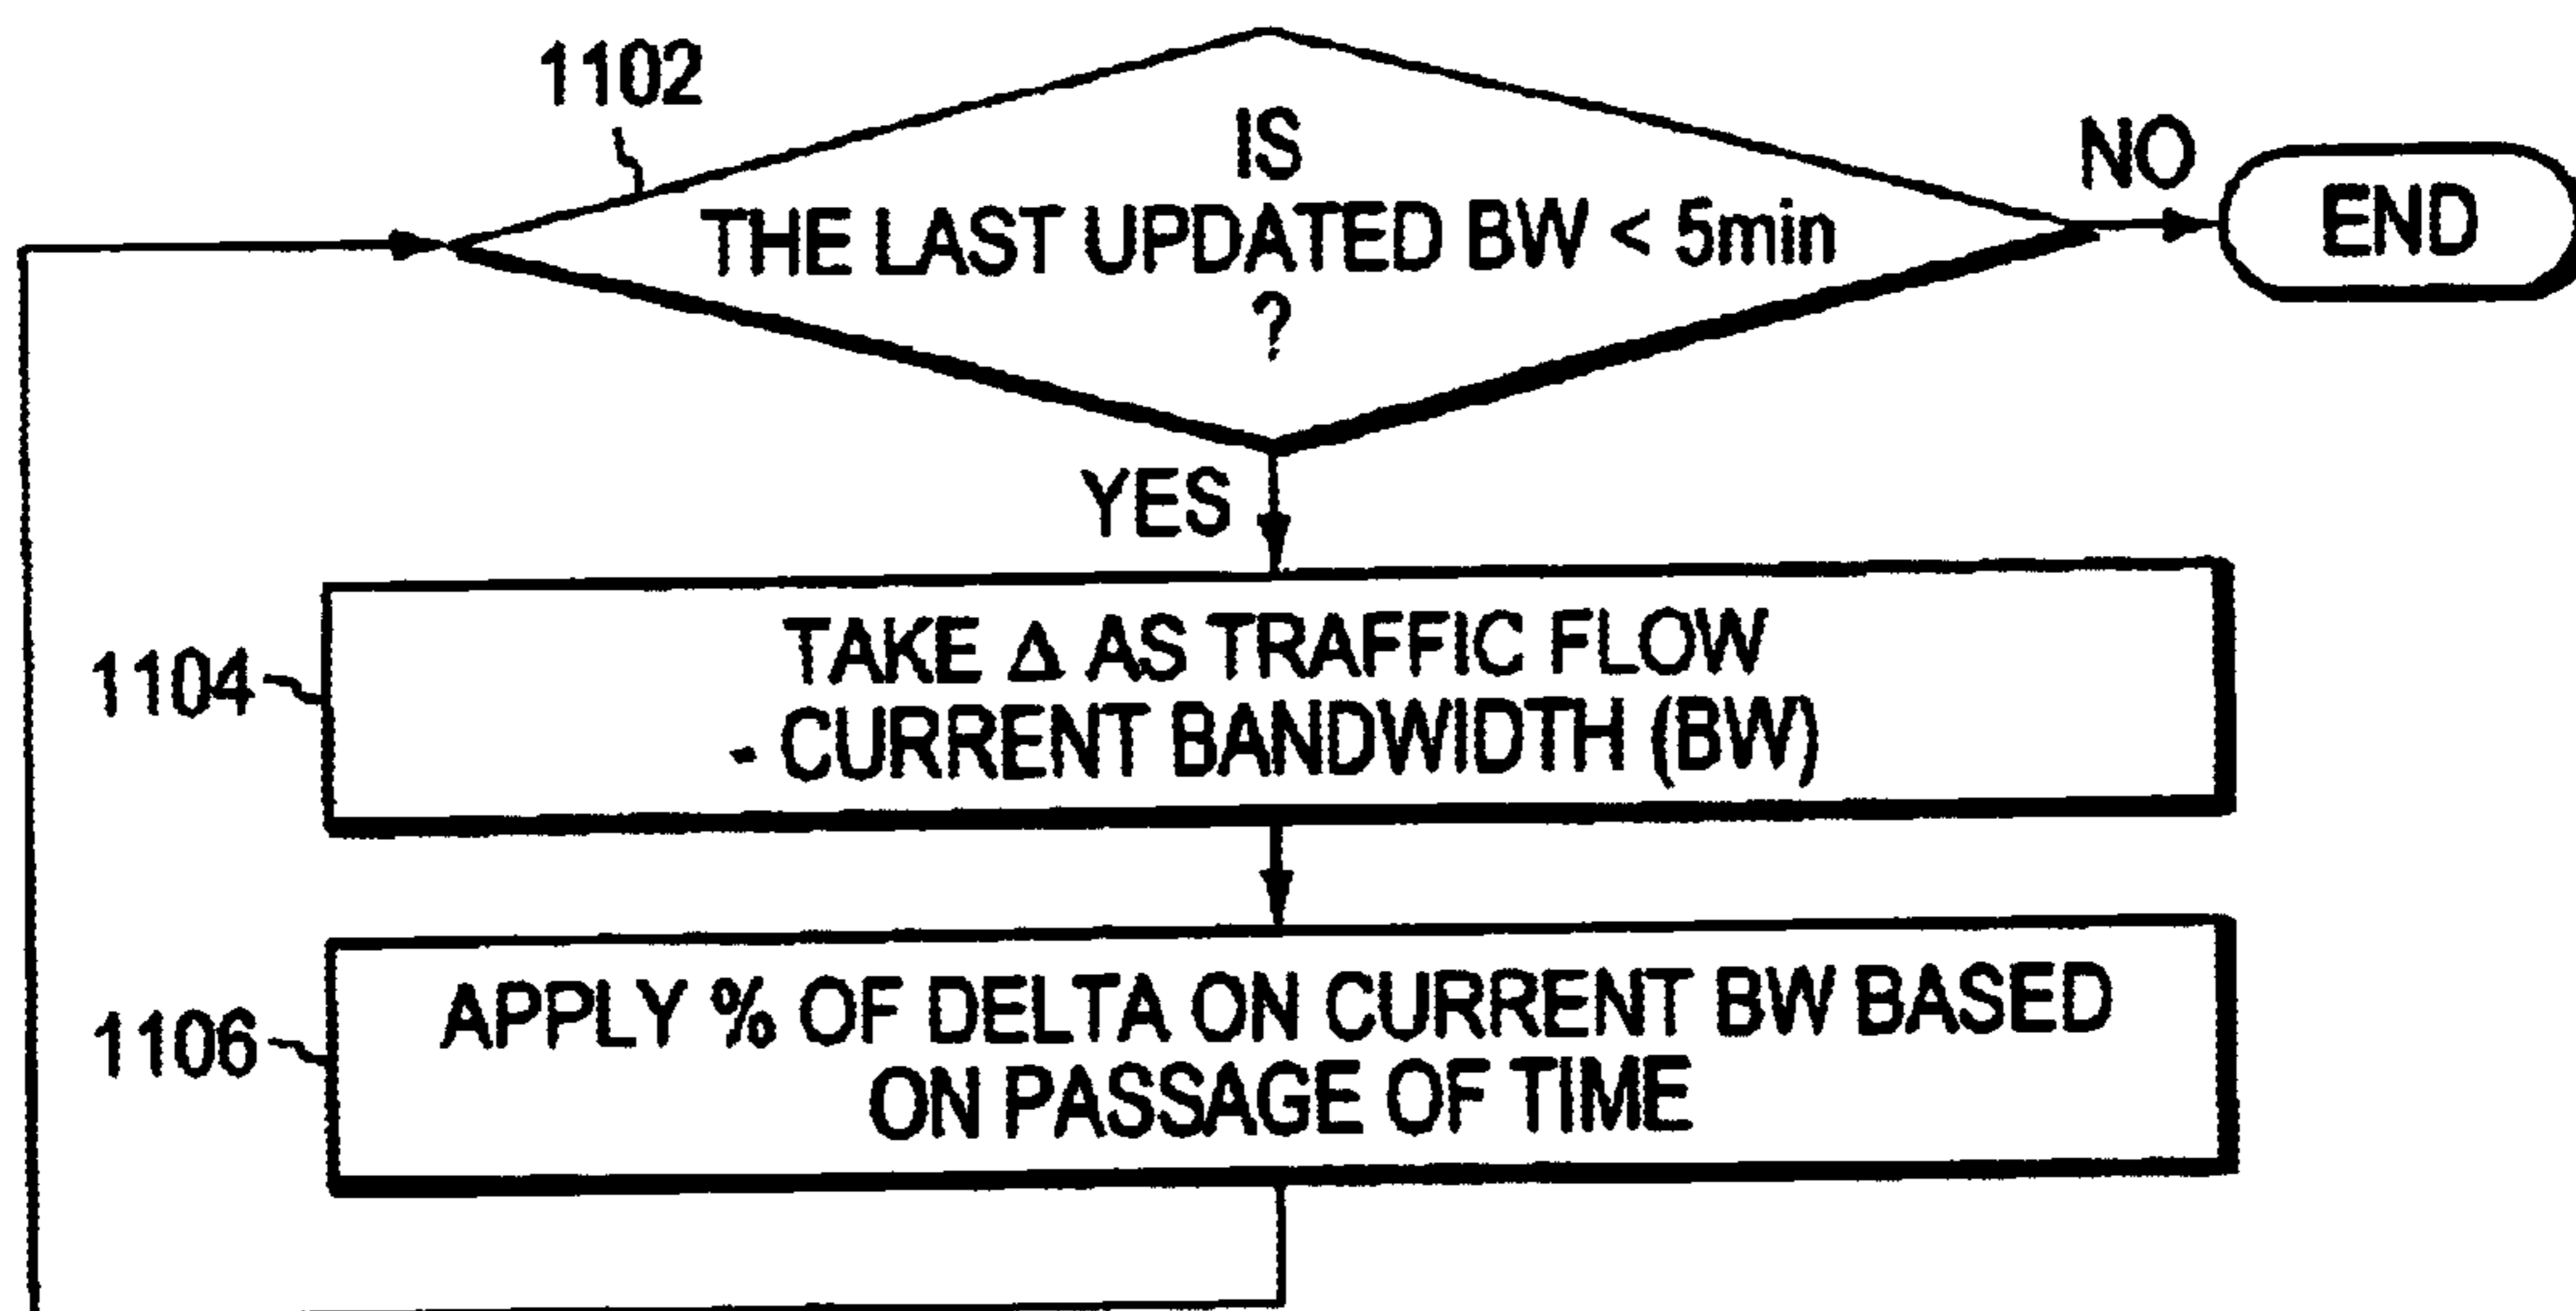 1102
IS
THE LAST UPDATED BW < 5min
?
NO
END
YES
1104
TAKE Δ AS TRAFFIC FLOW
- CURRENT BANDWIDTH (BW)
1106
APPLY % OF DELTA ON CURRENT BW BASED
ON PASSAGE OF TIME